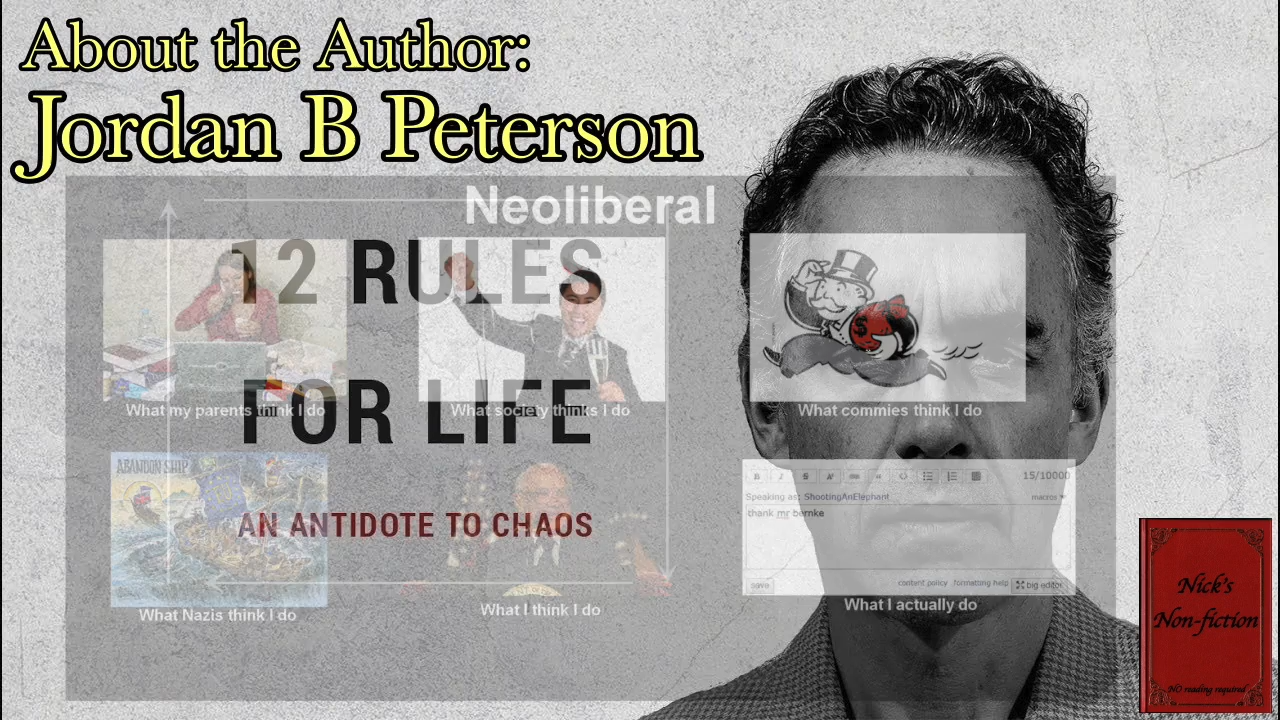 About the Author:
Jordan B Peterson
Neoliberal
12 RULES
FOR LIFE
AN ANTIDOTE TO CHAOS
What my parents think I do
What society thinks I do
What commies think I do
ABANDON SHIP
What Nazis think I do
What I think I do
15/10000
Speaking as: ShootingAnElephant
macros
thank mr bernke
save
content policy formatting help big editor
What I actually do
Nick's
Non-fiction
NO reading required